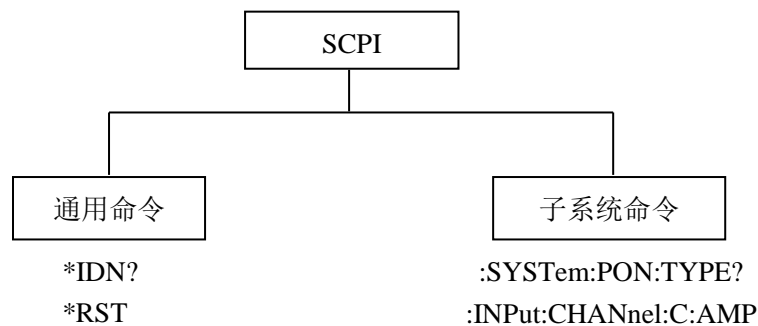 SCPI
通用命令
子系统命令
*IDN?
:SYSTem:PON:TYPE?
*RST
:INPut:CHANnel:C:AMP